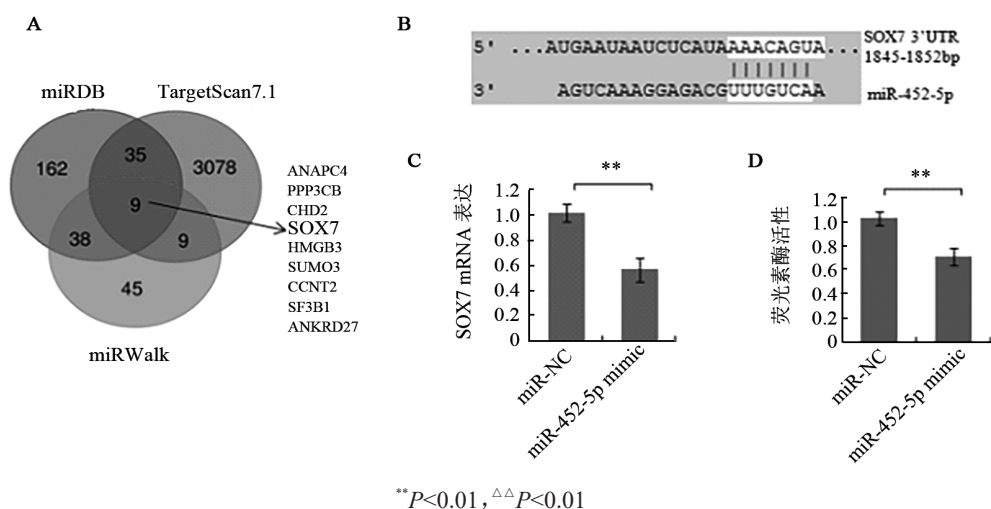 A
miRDB
TargetScan7.1
162
35
3078
9
38
9
45
miRWalk
ANAPC4
PPP3CB
CHD2
SOX7
HMGB3
SUMO3
CCNT2
SF3B1
ANKRD27
B
5' ...AUGAAUAAUCUCAUAAAACAGUA...
SOX7 3'UTR
1845-1852bp
3' AGUCAAAGGAGACGUUUGUCAA
miR-452-5p
C
**
SOX7 mRNA 表达
1.2
1.0
0.8
0.6
0.4
0.2
0
miR-NC
miR-452-5p mimic
D
**
荧光素酶活性
1.2
1.0
0.8
0.6
0.4
0.2
0
miR-NC
miR-452-5p mimic
**P<0.01，△△P<0.01